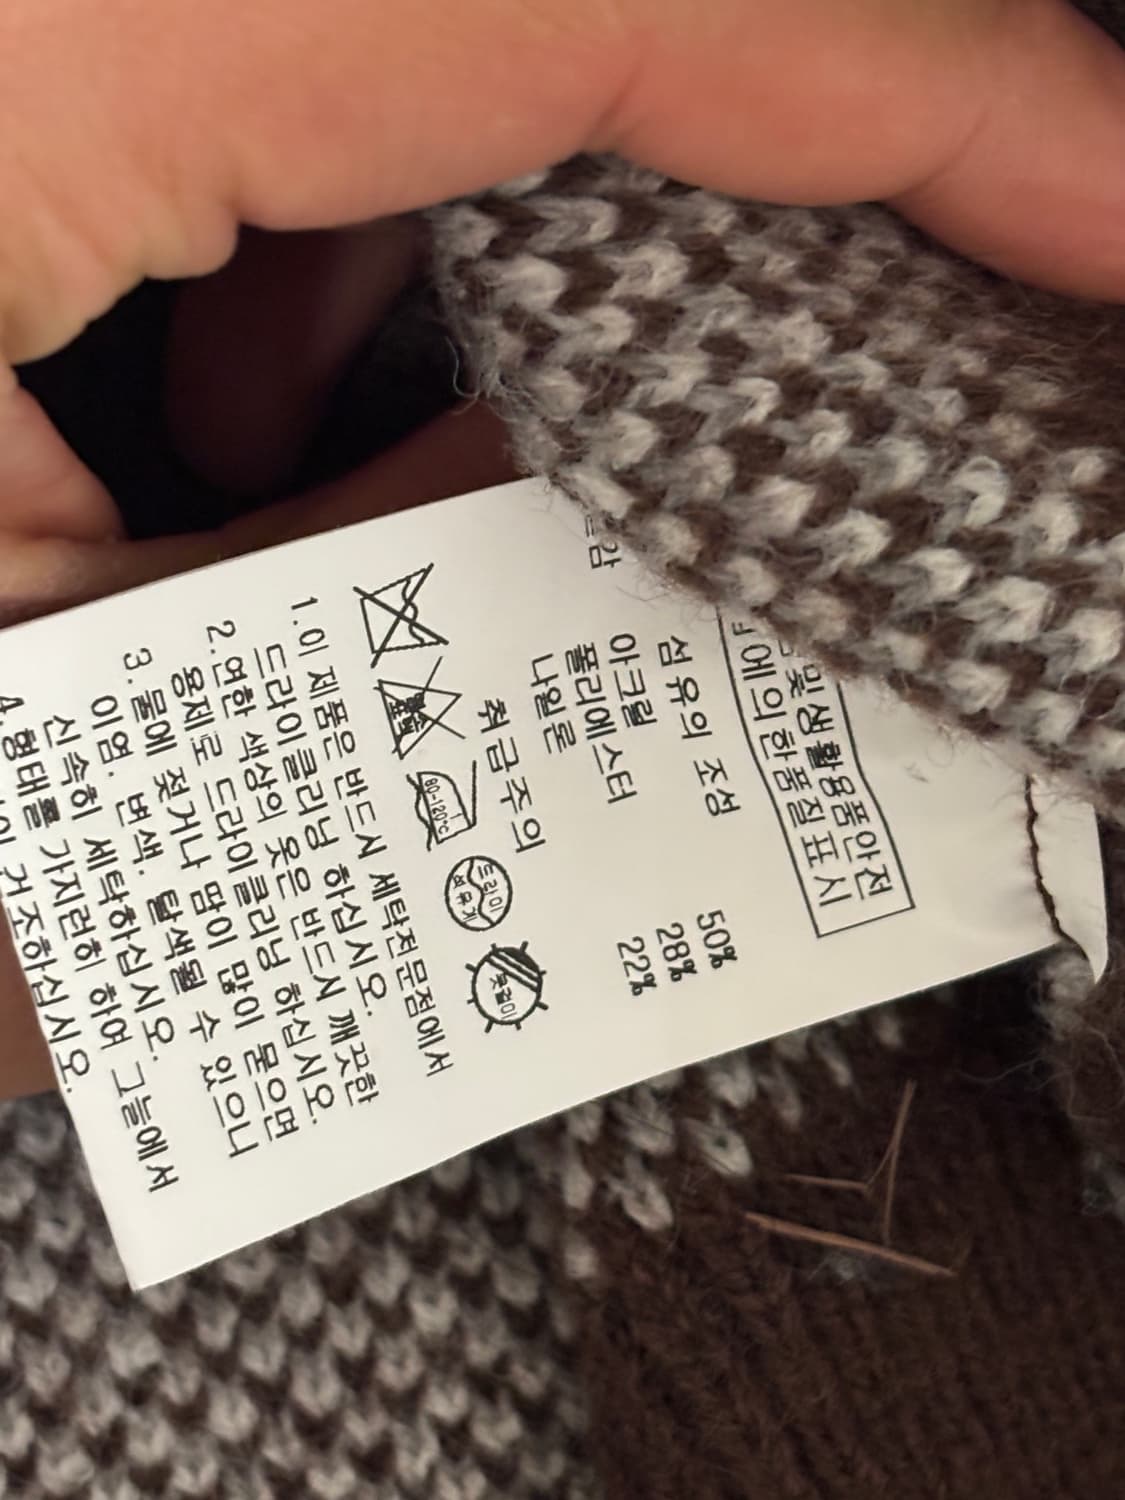 및생활용품안전
에의한품질표시
섬유의 조성
아크릴 50%
폴리에스터 28%
나일론 22%
취급주의
80-120℃
드라이
석유계
옷걸이
1.이 제품은 반드시 세탁전문점에서
드라이클리닝 하십시오.
2.연한 색상의 옷은 반드시 깨끗한
용제로 드라이클리닝 하십시오.
3.물에 젖거나 땀이 많이 묻으면
이염. 변색. 탈색될 수 있으니
신속히 세탁하십시오.
4.형태를 가지런히 하여 그늘에서
건조하십시오.